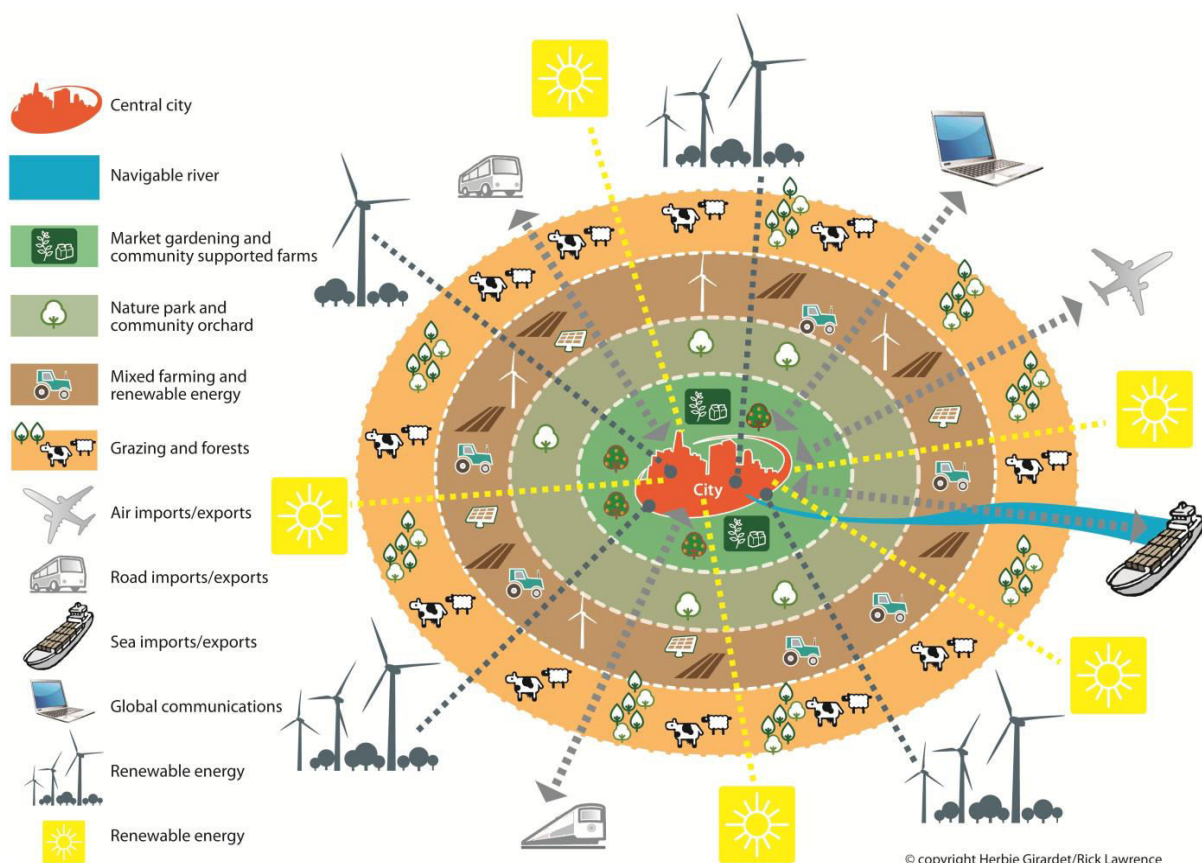 Central city
Navigable river
Market gardening and
community supported farms
Nature park and
community orchard
Mixed farming and
renewable energy
Grazing and forests
Air imports/exports
Road imports/exports
Sea imports/exports
Global communications
Renewable energy
Renewable energy
City
© copyright Herbie Girardet/Rick Lawrence